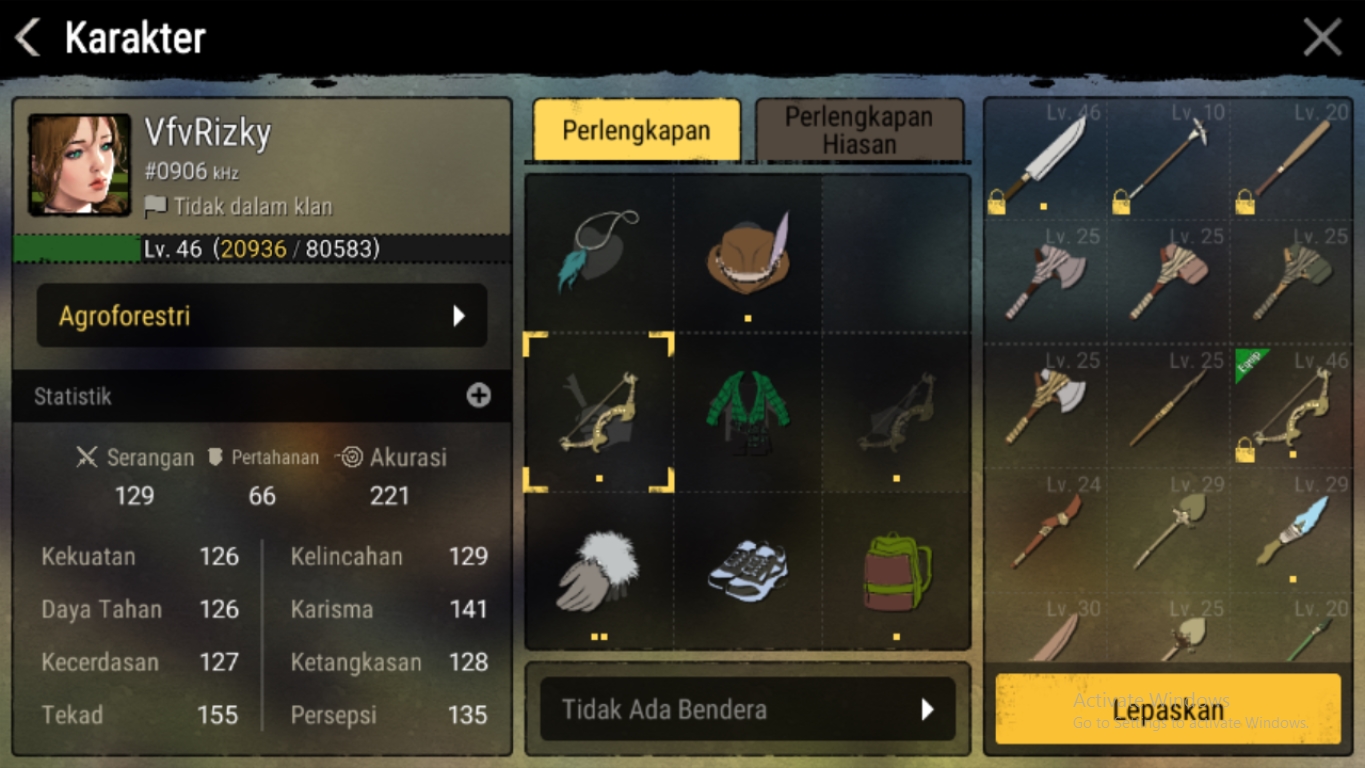 Karakter
VfvRizky
#0906 kHz
Tidak dalam klan
Lv. 46 (20936 / 80583)
Agroforestri
Statistik
Serangan Pertahanan Akurasi
129 66 221
Kekuatan 126 Kelincahan 129
Daya Tahan 126 Karisma 141
Kecerdasan 127 Ketangkasan 128
Tekad 155 Persepsi 135
Perlengkapan
Perlengkapan
Hiasan
Tidak Ada Bendera
Lv. 46 Lv. 10 Lv. 20
Lv. 25 Lv. 25 Lv. 25
Lv. 25 Lv. 25 Equip Lv. 46
Lv. 24 Lv. 29 Lv. 29
Lv. 30 Lv. 25 Lv. 20
Lepaskan
Activate Windows
Go to Settings to activate Windows.